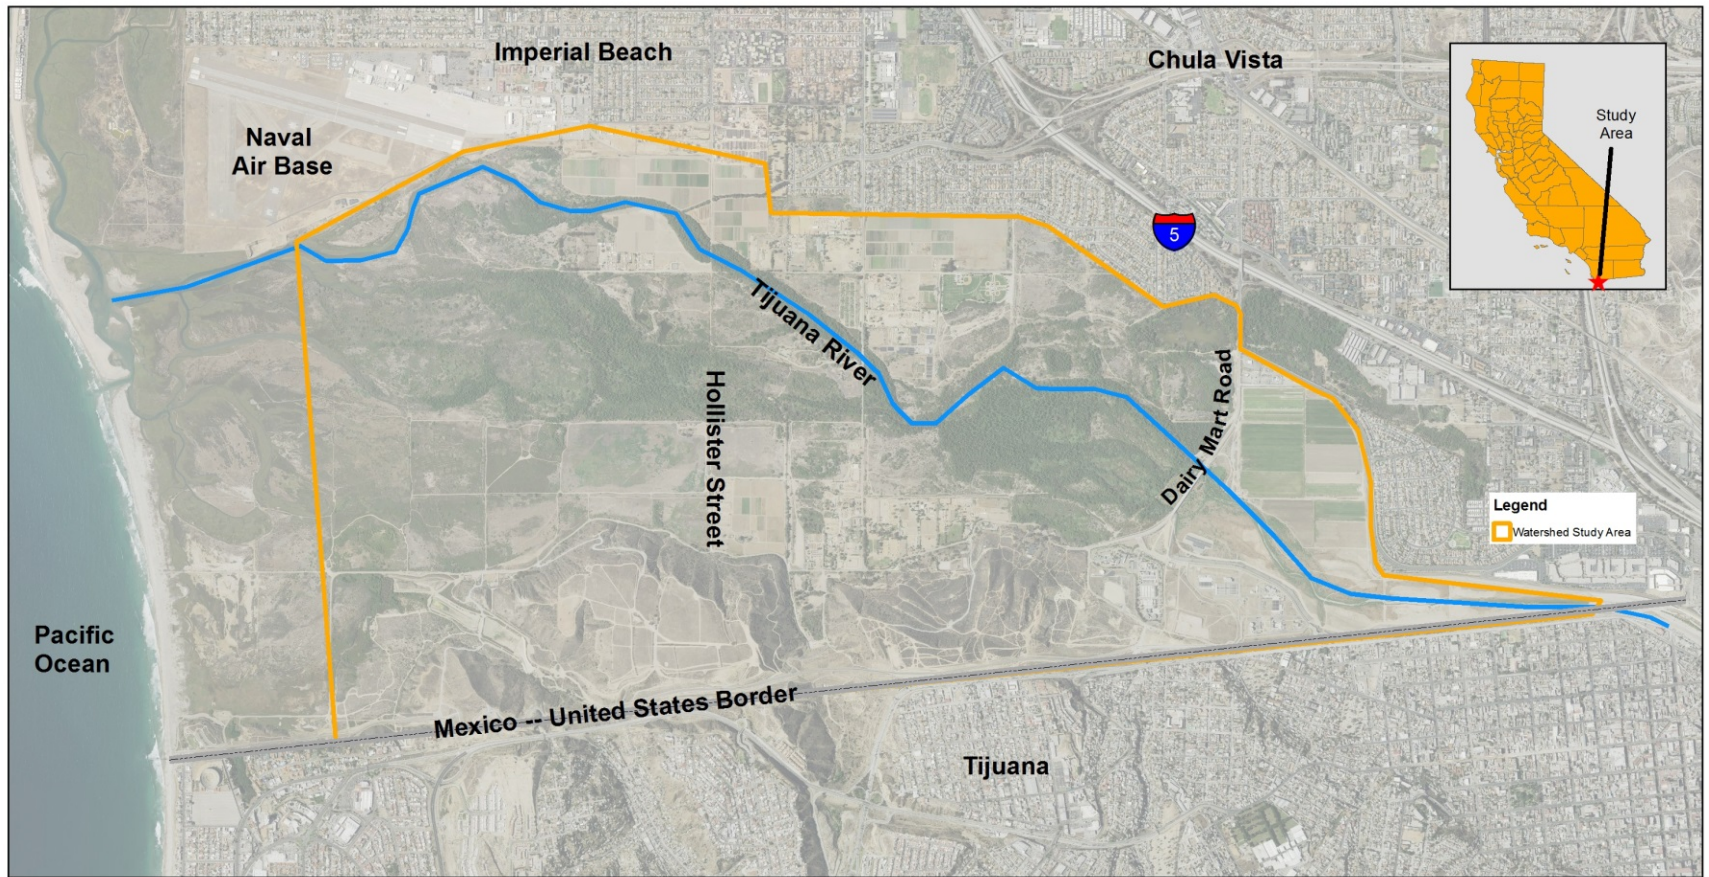 Imperial Beach
Chula Vista
Study
Area
Naval
Air Base
5
Tijuana River
Hollister Street
Dairy Mart Road
Legend
Watershed Study Area
Pacific
Ocean
Mexico -- United States Border
Tijuana